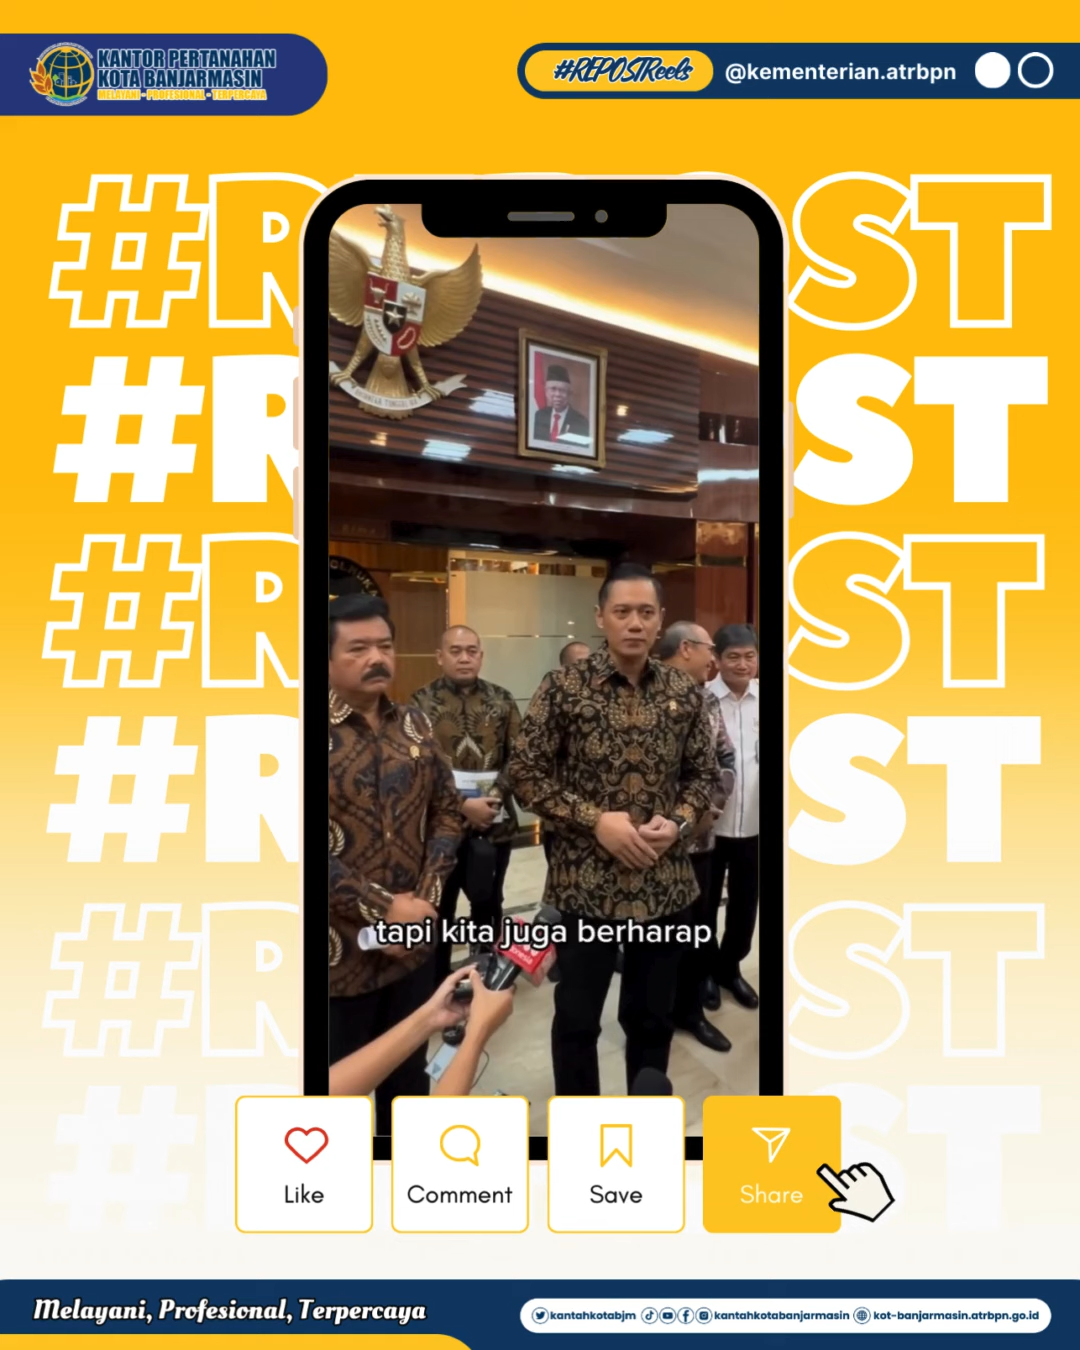 KANTOR PERTANAHAN
KOTA BANJARMASIN
MELAYANI - PROFESIONAL - TERPERCAYA
#REPOSTReels
@kementerian.atrbpn
#R ST
#R ST
#R ST
#R ST
#R ST
#R ST
tapi kita juga berharap
Like
Comment
Save
Share
Melayani, Profesional, Terpercaya
kantahkotabjm
kantahkotabanjarmasin
kot-banjarmasin.atrbpn.go.id